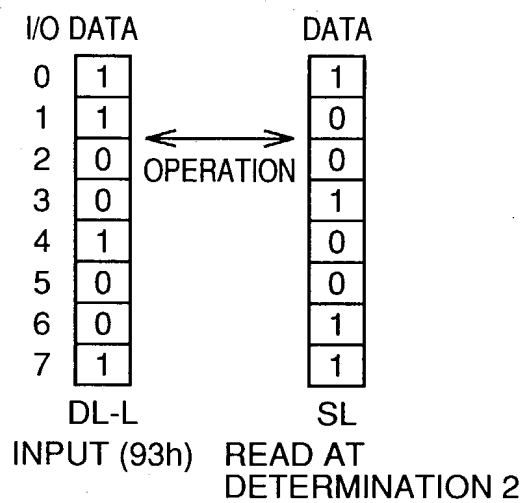 I/O DATA DATA
0 1 1
1 1 0
OPERATION
2 0 0
3 0 1
4 1 0
5 0 0
6 0 1
7 1 1
DL-L SL
INPUT (93h) READ AT
DETERMINATION 2